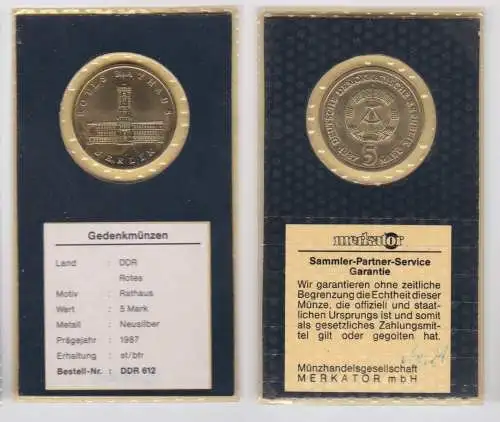 ROTES RATHAUS
BERLIN
Gedenkmünzen
Land : DDR
Rotes
Motiv : Rathaus
Wert : 5 Mark
Metall : Neusilber
Prägejahr : 1987
Erhaltung : st/btr
Bestell-Nr. : DDR 612
DEUTSCHE DEMOKRATISCHE REPUBLIK
1987 5 MARK
merkator
Sammler-Partner-Service
Garantie
Wir garantieren ohne zeitliche
Begrenzung die Echtheit dieser
Münze, die offiziell und staat-
lichen Ursprungs ist und somit
als gesetzliches Zahlungsmit-
tel gilt oder gegolten hat.
Münzhandelsgesellschaft
MERKATOR mbH